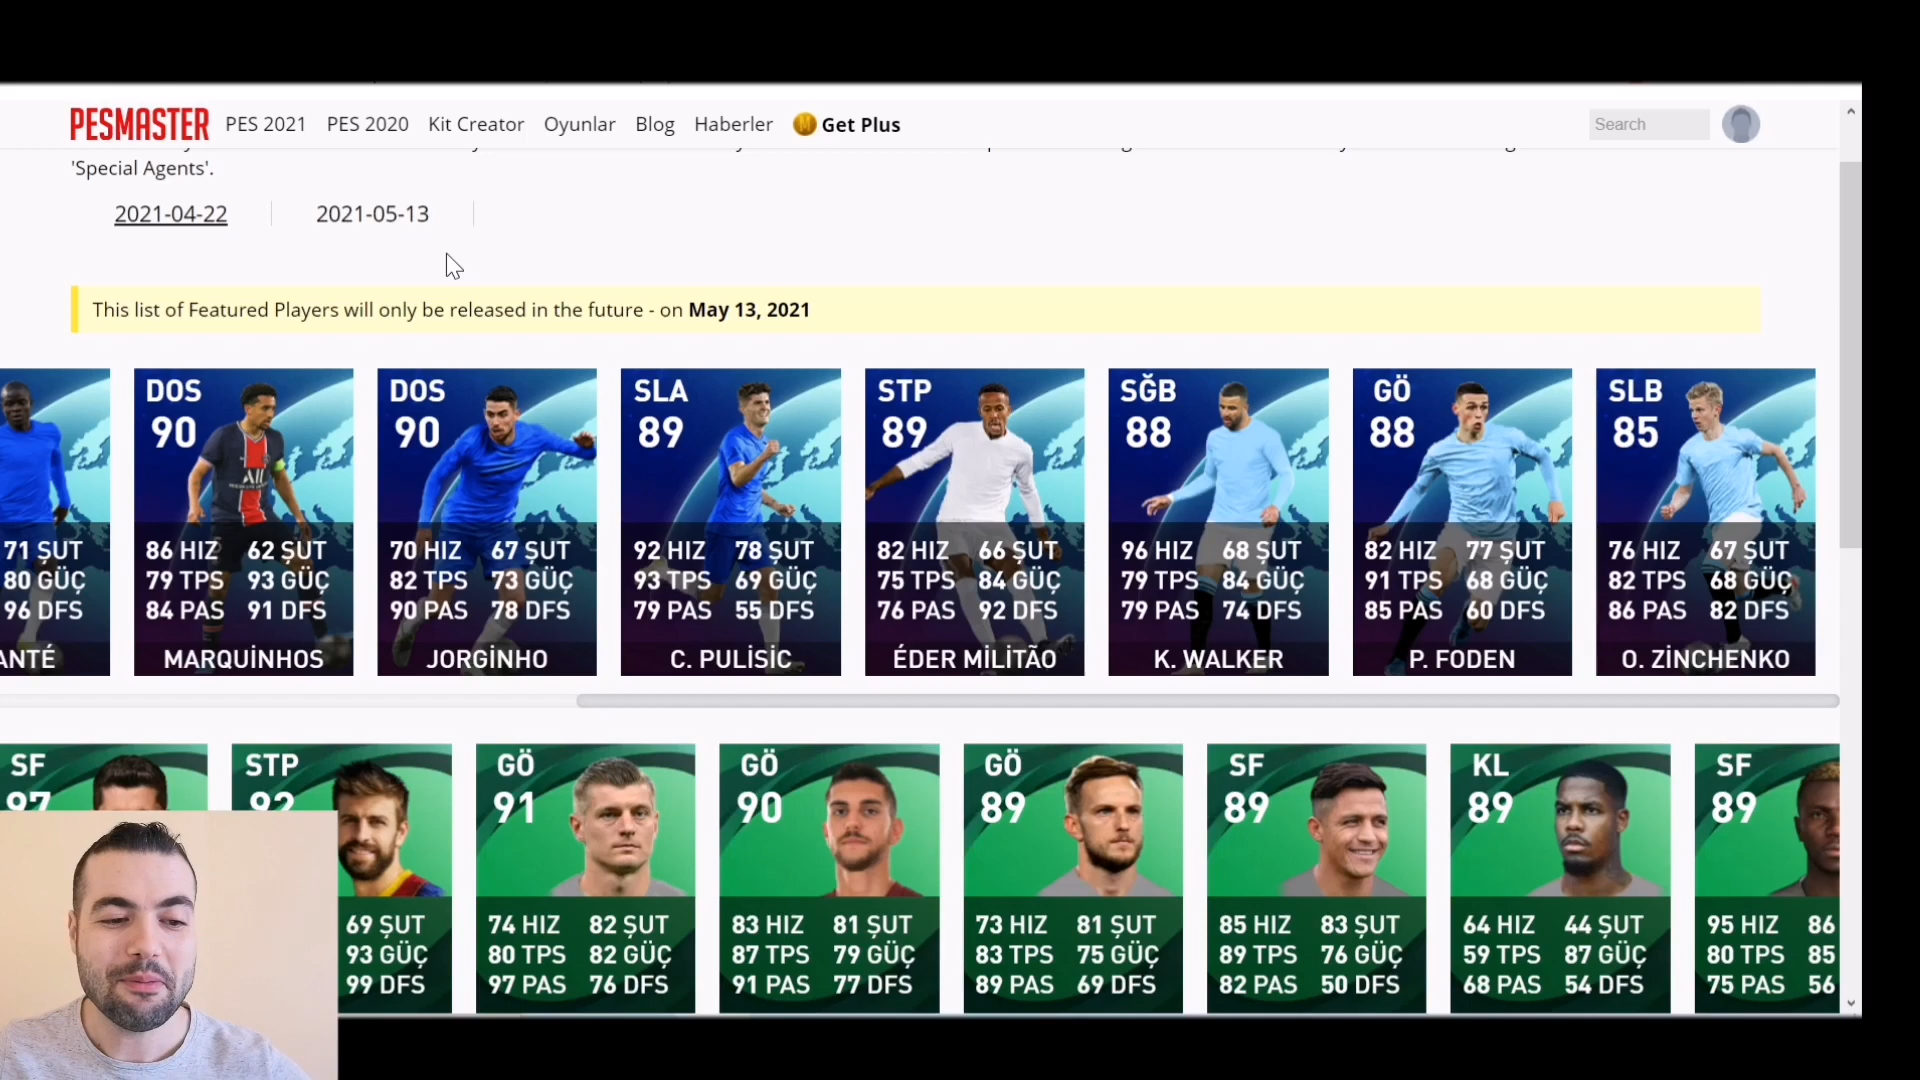 PESMASTER PES 2021 PES 2020 Kit Creator Oyunlar Blog Haberler Get Plus Search
'Special Agents'.
2021-04-22 2021-05-13
This list of Featured Players will only be released in the future - on May 13, 2021
DOS DOS SLA STP SĞB GÖ SLB
90 90 89 89 88 88 85
71 ŞUT 86 HIZ 62 ŞUT 70 HIZ 67 ŞUT 92 HIZ 78 ŞUT 82 HIZ 66 ŞUT 96 HIZ 68 ŞUT 82 HIZ 77 ŞUT 76 HIZ 67 ŞUT
80 GÜÇ 79 TPS 93 GÜÇ 82 TPS 73 GÜÇ 93 TPS 69 GÜÇ 75 TPS 84 GÜÇ 79 TPS 84 GÜÇ 91 TPS 68 GÜÇ 82 TPS 68 GÜÇ
96 DFS 84 PAS 91 DFS 90 PAS 78 DFS 79 PAS 55 DFS 76 PAS 92 DFS 79 PAS 74 DFS 85 PAS 60 DFS 86 PAS 82 DFS
ANTÉ MARQUİNHOS JORGİNHO C. PULİSİC ÉDER MİLİTÃO K. WALKER P. FODEN O. ZİNCHENKO
SF STP GÖ GÖ GÖ SF KL SF
97 92 91 90 89 89 89 89
69 ŞUT 74 HIZ 82 ŞUT 83 HIZ 81 ŞUT 73 HIZ 81 ŞUT 85 HIZ 83 ŞUT 64 HIZ 44 ŞUT 95 HIZ 86
93 GÜÇ 80 TPS 82 GÜÇ 87 TPS 79 GÜÇ 83 TPS 75 GÜÇ 89 TPS 76 GÜÇ 59 TPS 87 GÜÇ 80 TPS 85
99 DFS 97 PAS 76 DFS 91 PAS 77 DFS 89 PAS 69 DFS 82 PAS 50 DFS 68 PAS 54 DFS 75 PAS 56